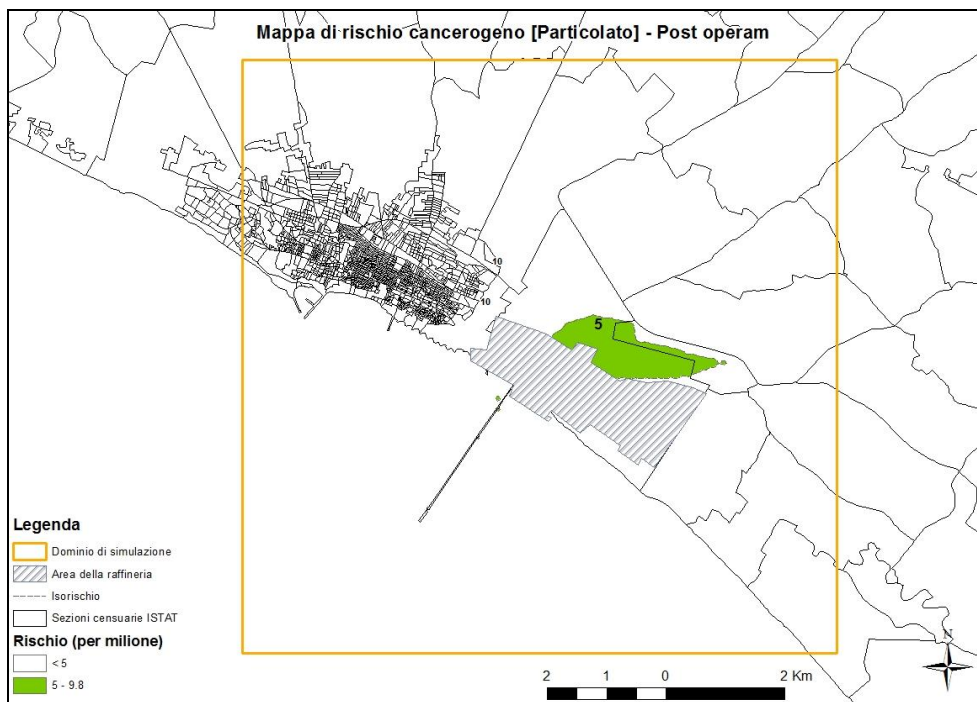 Mappa di rischio cancerogeno [Particolato] - Post operam
10
10
5
Legenda
Dominio di simulazione
Area della raffineria
Isorischio
Sezioni censuarie ISTAT
Rischio (per milione)
< 5
5 - 9.8
2 1 0 2 Km
N